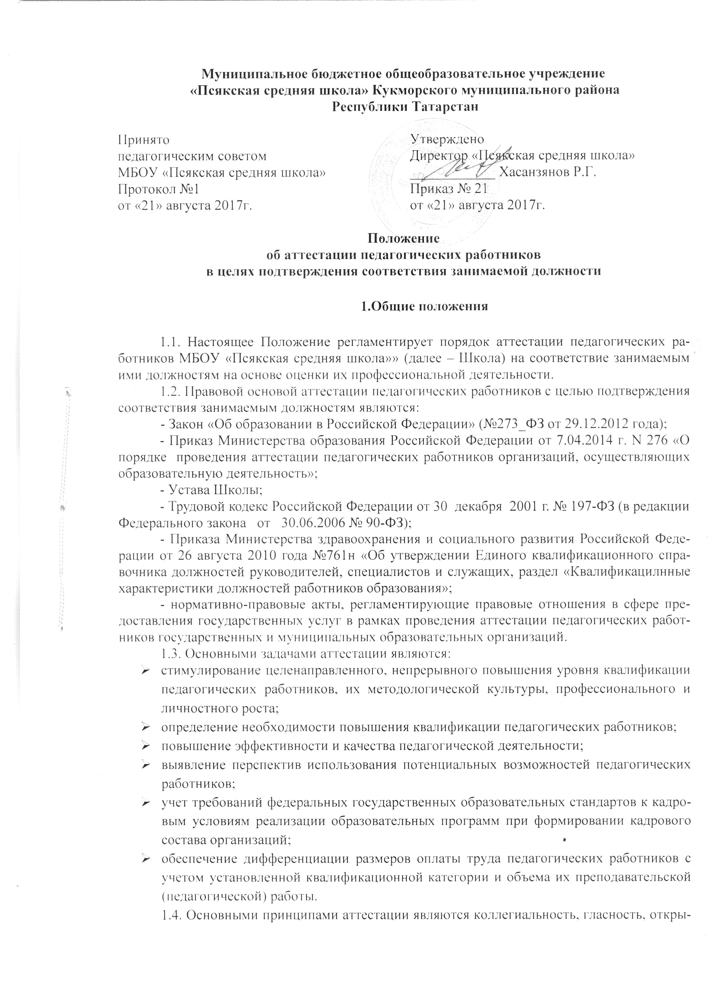 Муниципальное бюджетное общеобразовательное учреждение
«Псякская средняя школа» Кукморского муниципального района
Республики Татарстан
Принято
педагогическим советом
МБОУ «Псякская средняя школа»
Протокол №1
от «21» августа 2017г.
Утверждено
Директор «Псякская средняя школа»
____________ Хасанзянов Р.Г.
Приказ № 21
от «21» августа 2017г.
Положение
об аттестации педагогических работников
в целях подтверждения соответствия занимаемой должности
1.Общие положения
1.1. Настоящее Положение регламентирует порядок аттестации педагогических ра-
ботников МБОУ «Псякская средняя школа»» (далее – Школа) на соответствие занимаемым
ими должностям на основе оценки их профессиональной деятельности.
1.2. Правовой основой аттестации педагогических работников с целью подтверждения
соответствия занимаемым должностям являются:
- Закон «Об образовании в Российской Федерации» (№273_ФЗ от 29.12.2012 года);
- Приказ Министерства образования Российской Федерации от 7.04.2014 г. N 276 «О
порядке проведения аттестации педагогических работников организаций, осуществляющих
образовательную деятельность»;
- Устава Школы;
- Трудовой кодекс Российской Федерации от 30 декабря 2001 г. № 197-ФЗ (в редакции
Федерального закона от 30.06.2006 № 90-ФЗ);
- Приказа Министерства здравоохранения и социального развития Российской Феде-
рации от 26 августа 2010 года №761н «Об утверждении Единого квалификационного спра-
вочника должностей руководителей, специалистов и служащих, раздел «Квалификацилнные
характеристики должностей работников образования»;
- нормативно-правовые акты, регламентирующие правовые отношения в сфере пре-
доставления государственных услуг в рамках проведения аттестации педагогических работ-
ников государственных и муниципальных образовательных организаций.
1.3. Основными задачами аттестации являются:
➢ стимулирование целенаправленного, непрерывного повышения уровня квалификации
педагогических работников, их методологической культуры, профессионального и
личностного роста;
➢ определение необходимости повышения квалификации педагогических работников;
➢ повышение эффективности и качества педагогической деятельности;
➢ выявление перспектив использования потенциальных возможностей педагогических
работников;
➢ учет требований федеральных государственных образовательных стандартов к кадро-
вым условиям реализации образовательных программ при формировании кадрового
состава организаций;
➢ обеспечение дифференциации размеров оплаты труда педагогических работников с
учетом установленной квалификационной категории и объема их преподавательской
(педагогической) работы.
1.4. Основными принципами аттестации являются коллегиальность, гласность, откры-